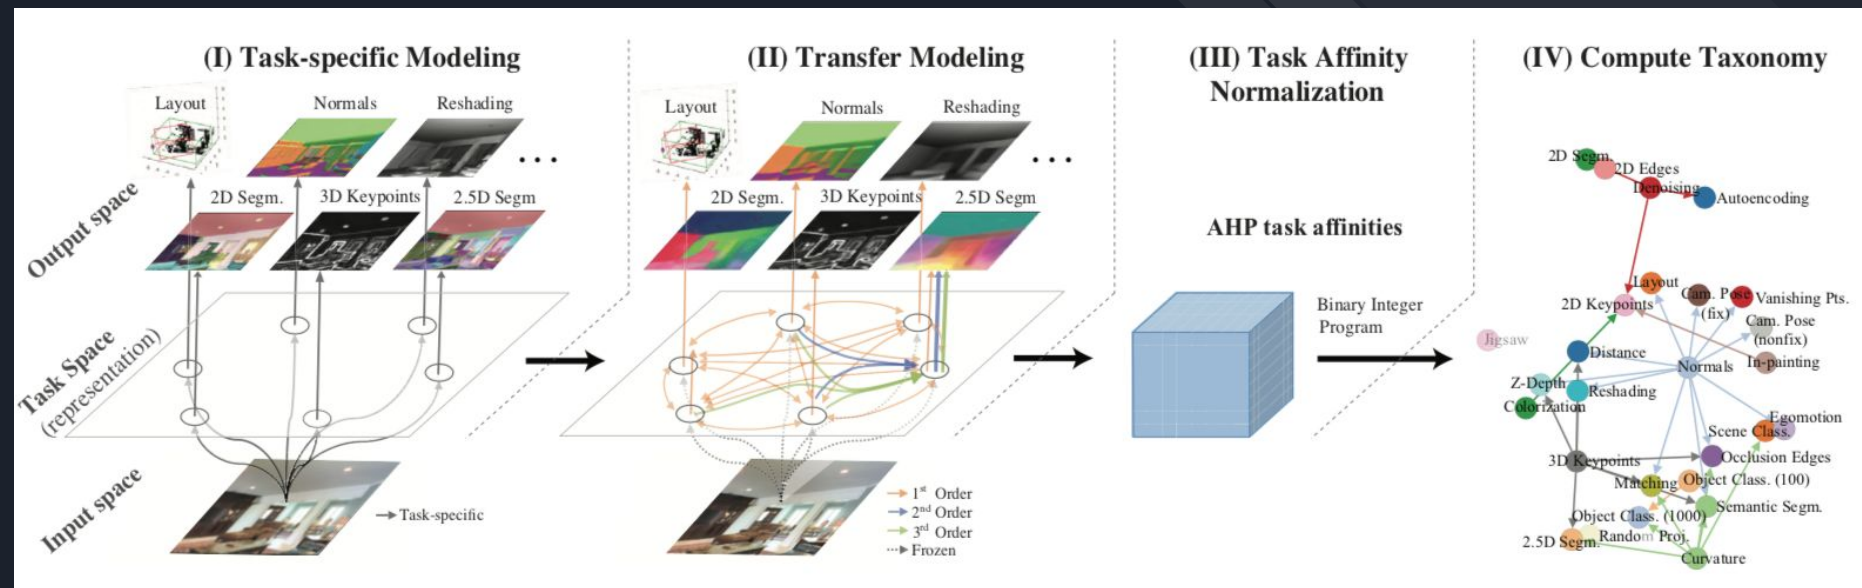 (I) Task-specific Modeling
Layout
Normals
Reshading
...
2D Segm.
3D Keypoints
2.5D Segm
Output space
Task Space
(representation)
Input space
Task-specific
(II) Transfer Modeling
Layout
Normals
Reshading
...
2D Segm.
3D Keypoints
2.5D Segm
1st Order
2nd Order
3rd Order
Frozen
(III) Task Affinity
Normalization
AHP task affinities
Binary Integer
Program
(IV) Compute Taxonomy
2D Segm.
2D Edges
Denoising
Autoencoding
Layout
2D Keypoints
Cam. Pose
(fix)
Vanishing Pts.
Cam. Pose
(nonfix)
Jigsaw
Distance
Normals
In-painting
Z-Depth
Reshading
Colorization
Egomotion
Scene Class.
3D Keypoints
Occlusion Edges
Matching
Object Class. (100)
Semantic Segm.
Object Class. (1000)
2.5D Segm.
Random Proj.
Curvature